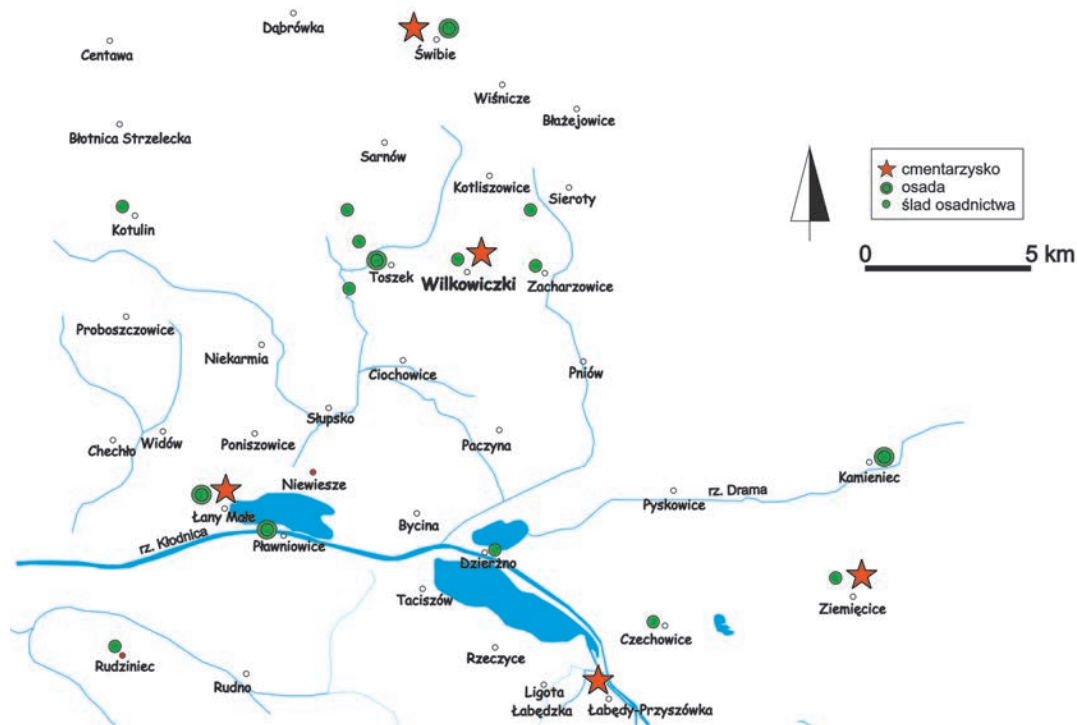 Dąbrówka
Centawa
Świbie
Wiśnicze
Błażejowice
Błotnica Strzelecka
Sarnów
Kotliszowice
Sieroty
cmentarzysko
osada
ślad osadnictwa
Kotulin
Toszek
Wilkowiczki
Zacharzowice
0 5 km
Proboszczowice
Niekarmia
Ciochowice
Pniów
Słupsko
Chechło
Widów
Poniszowice
Paczyna
Niewiesze
Kamieniec
rz. Drama
Pyskowice
Łany Małe
Bycina
rz. Kłodnica
Pławniowice
Dzierżno
Taciszów
Ziemięcice
Czechowice
Rzeczyce
Rudziniec
Rudno
Ligota
Łabędzka
Łabędy-Przyszówka